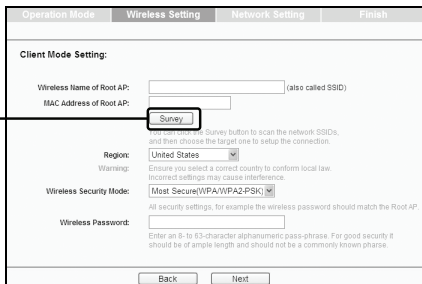 Operation Mode Wireless Setting Network Setting Finish
Client Mode Setting:
Wireless Name of Root AP: (also called SSID)
MAC Address of Root AP:
Survey
You can click the Survey button to scan the network SSIDs,
and then choose the target one to setup the connection.
Region: United States
Warning: Ensure you select a correct country to conform local law.
Incorrect settings may cause interference.
Wireless Security Mode: Most Secure(WPA/WPA2-PSK)
All security settings, for example the wireless password should match the Root AP.
Wireless Password:
Enter an 8- to 63-character alphanumeric pass-phrase. For good security it
should be of ample length and should not be a commonly known pharse.
Back Next